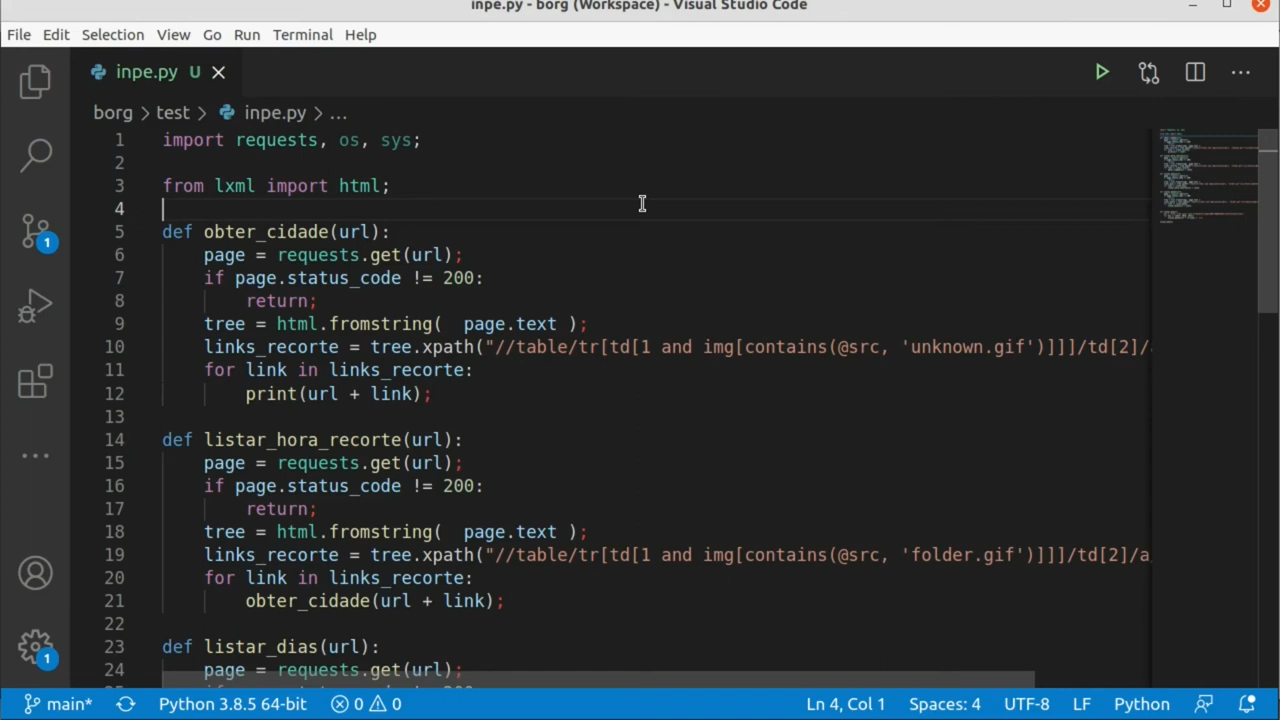 inpe.py - borg (Workspace) - Visual Studio Code
File Edit Selection View Go Run Terminal Help
inpe.py U
borg > test > inpe.py > ...
1 import requests, os, sys;
2
3 from lxml import html;
4
5 def obter_cidade(url):
6 page = requests.get(url);
7 if page.status_code != 200:
8 return;
9 tree = html.fromstring(  page.text );
10 links_recorte = tree.xpath("//table/tr[td[1 and img[contains(@src, 'unknown.gif')]]]/td[2]/
11 for link in links_recorte:
12 print(url + link);
13
14 def listar_hora_recorte(url):
15 page = requests.get(url);
16 if page.status_code != 200:
17 return;
18 tree = html.fromstring(  page.text );
19 links_recorte = tree.xpath("//table/tr[td[1 and img[contains(@src, 'folder.gif')]]]/td[2]/a
20 for link in links_recorte:
21 obter_cidade(url + link);
22
23 def listar_dias(url):
24 page = requests.get(url);
1
1
main* Python 3.8.5 64-bit 0 0 Ln 4, Col 1 Spaces: 4 UTF-8 LF Python